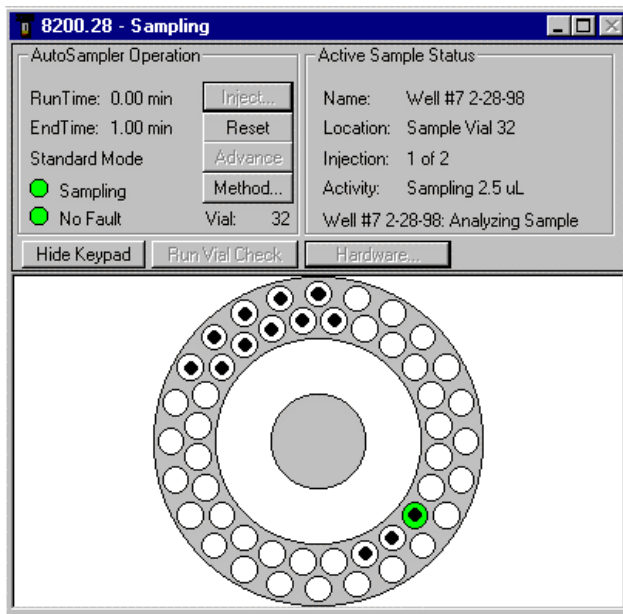 8200.28 - Sampling
AutoSampler Operation
RunTime: 0.00 min
Inject...
EndTime: 1.00 min
Reset
Standard Mode
Advance
Sampling
Method...
No Fault
Vial: 32
Active Sample Status
Name: Well #7 2-28-98
Location: Sample Vial 32
Injection: 1 of 2
Activity: Sampling 2.5 uL
Well #7 2-28-98: Analyzing Sample
Hide Keypad
Run Vial Check
Hardware...